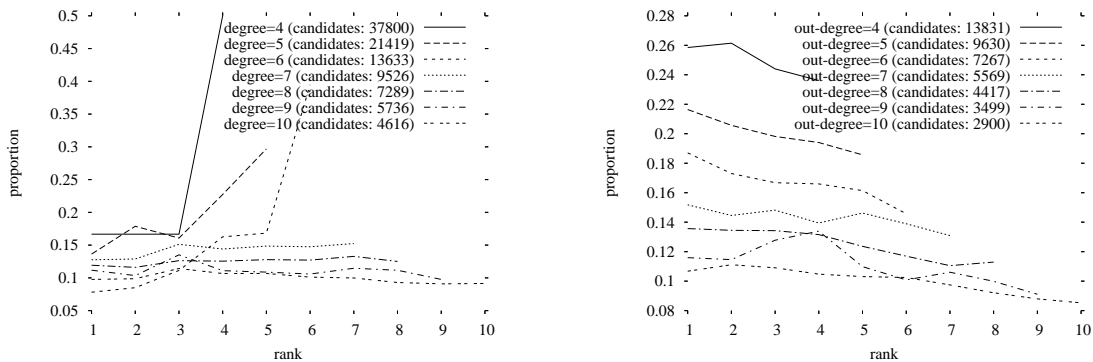 0.5
0.45
0.4
0.35
0.3
0.25
0.2
0.15
0.1
0.05
proportion
1 2 3 4 5 6 7 8 9 10
rank
degree=4 (candidates: 37800)
degree=5 (candidates: 21419)
degree=6 (candidates: 13633)
degree=7 (candidates: 9526)
degree=8 (candidates: 7289)
degree=9 (candidates: 5736)
degree=10 (candidates: 4616)
0.28
0.26
0.24
0.22
0.2
0.18
0.16
0.14
0.12
0.1
0.08
proportion
1 2 3 4 5 6 7 8 9 10
rank
out-degree=4 (candidates: 13831)
out-degree=5 (candidates: 9630)
out-degree=6 (candidates: 7267)
out-degree=7 (candidates: 5569)
out-degree=8 (candidates: 4417)
out-degree=9 (candidates: 3499)
out-degree=10 (candidates: 2900)